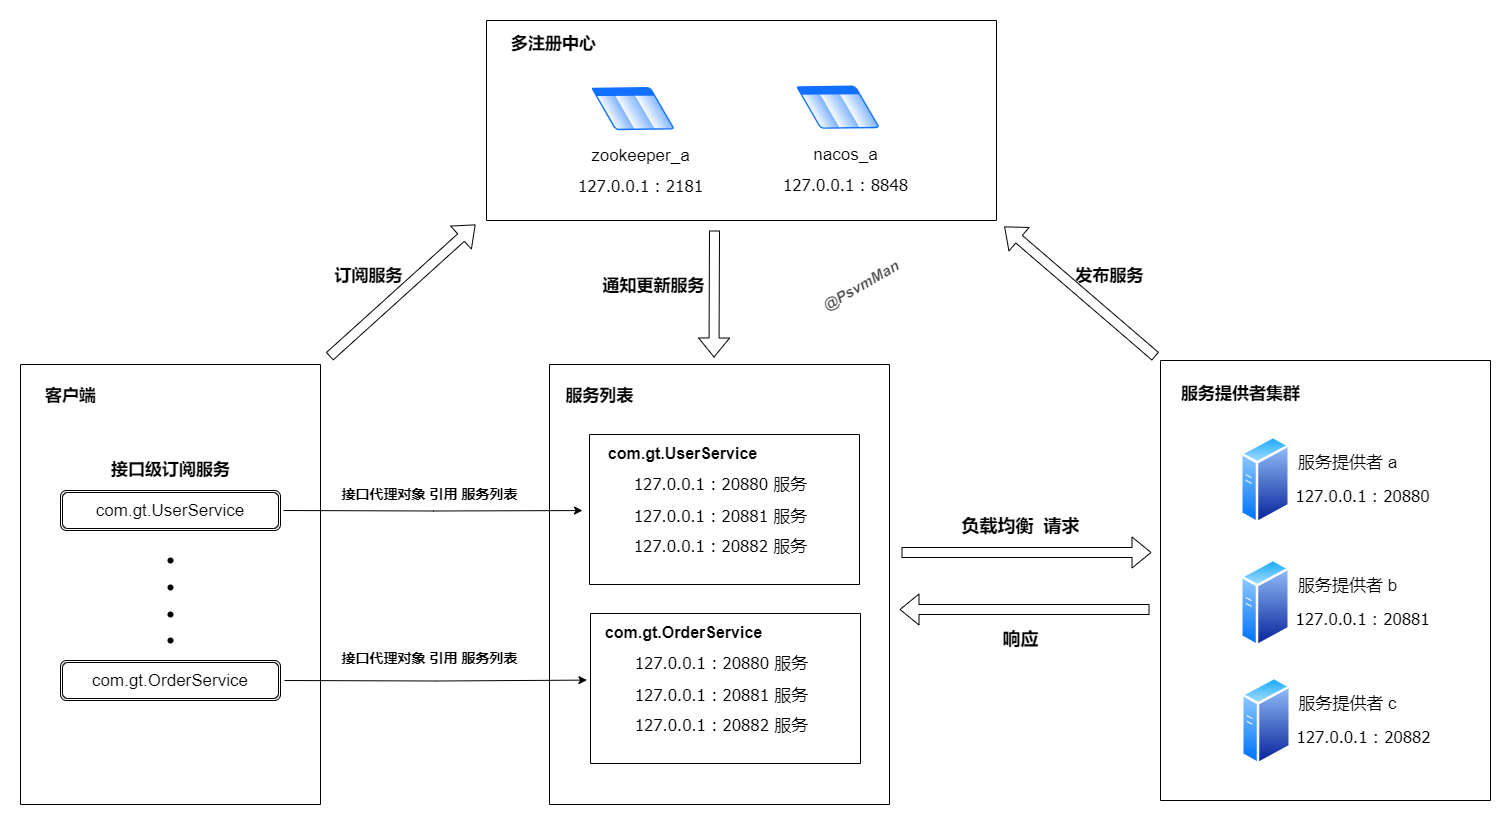 多注册中心
zookeeper_a
127.0.0.1：2181
nacos_a
127.0.0.1：8848
订阅服务
通知更新服务
@PsvmMan
发布服务
客户端
接口级订阅服务
com.gt.UserService
com.gt.OrderService
接口代理对象 引用 服务列表
接口代理对象 引用 服务列表
服务列表
com.gt.UserService
127.0.0.1：20880 服务
127.0.0.1：20881 服务
127.0.0.1：20882 服务
com.gt.OrderService
127.0.0.1：20880 服务
127.0.0.1：20881 服务
127.0.0.1：20882 服务
负载均衡 请求
响应
服务提供者集群
服务提供者 a
127.0.0.1：20880
服务提供者 b
127.0.0.1：20881
服务提供者 c
127.0.0.1：20882